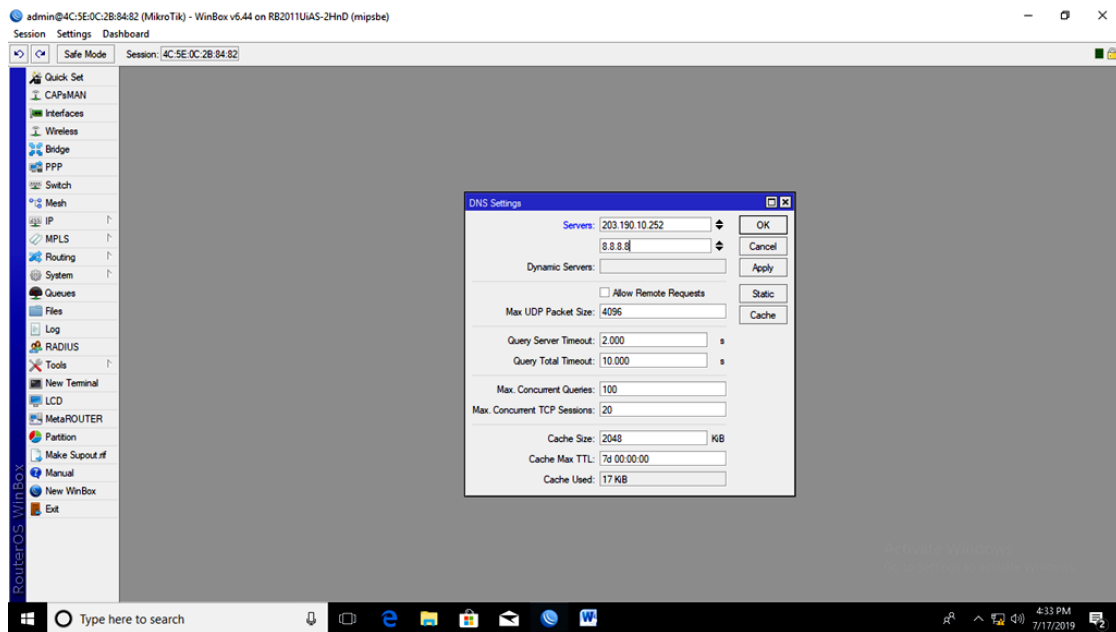 admin@4C:5E:0C:2B:84:82 (MikroTik) - WinBox v6.44 on RB2011UiAS-2HnD (mipsbe)
Session Settings Dashboard
Safe Mode Session: 4C:5E:0C:2B:84:82
Quick Set
CAPsMAN
Interfaces
Wireless
Bridge
PPP
Switch
Mesh
IP
MPLS
Routing
System
Queues
Files
Log
RADIUS
Tools
New Terminal
LCD
MetaROUTER
Partition
Make Supout.rif
Manual
New WinBox
Exit
RouterOS WinBox
DNS Settings
Servers: 203.190.10.252
8.8.8.8
Dynamic Servers:
Allow Remote Requests
Max UDP Packet Size: 4096
Query Server Timeout: 2.000 s
Query Total Timeout: 10.000 s
Max. Concurrent Queries: 100
Max. Concurrent TCP Sessions: 20
Cache Size: 2048 KiB
Cache Max TTL: 7d 00:00:00
Cache Used: 17 KiB
OK
Cancel
Apply
Static
Cache
Activate Windows
Type here to search
4:33 PM
7/17/2019
2